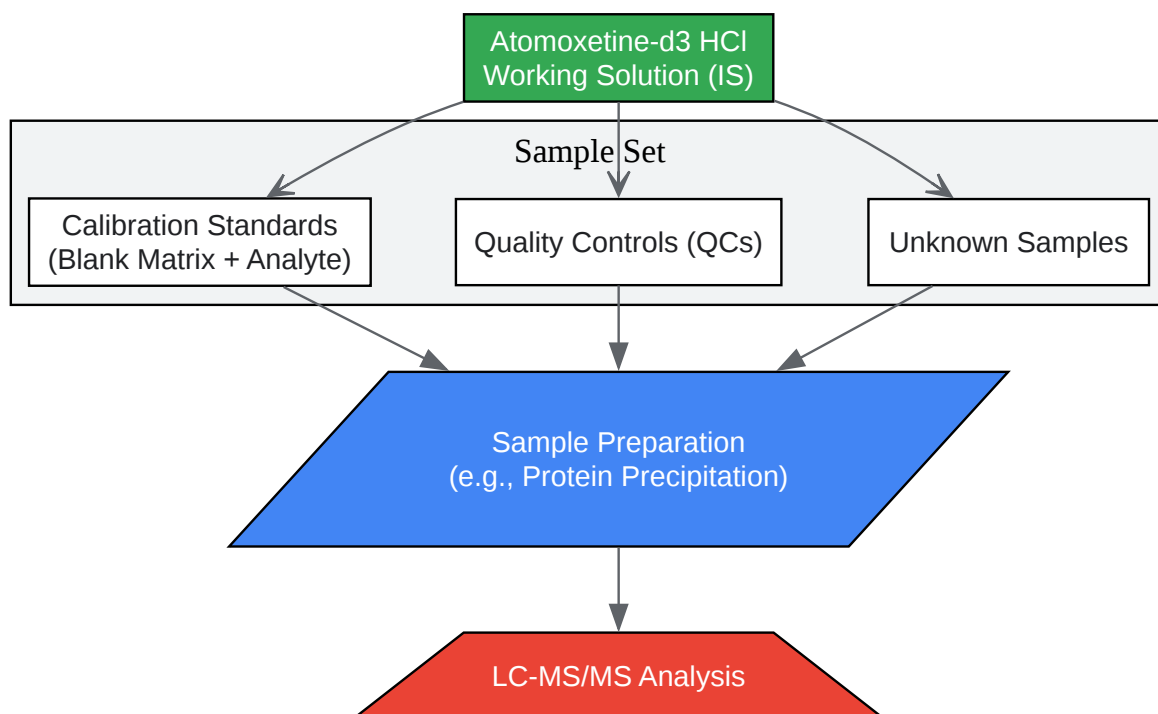 Atomoxetine-d3 HCl
Working Solution (IS)
Sample Set
Calibration Standards
(Blank Matrix + Analyte)
Quality Controls (QCs)
Unknown Samples
Sample Preparation
(e.g., Protein Precipitation)
LC-MS/MS Analysis